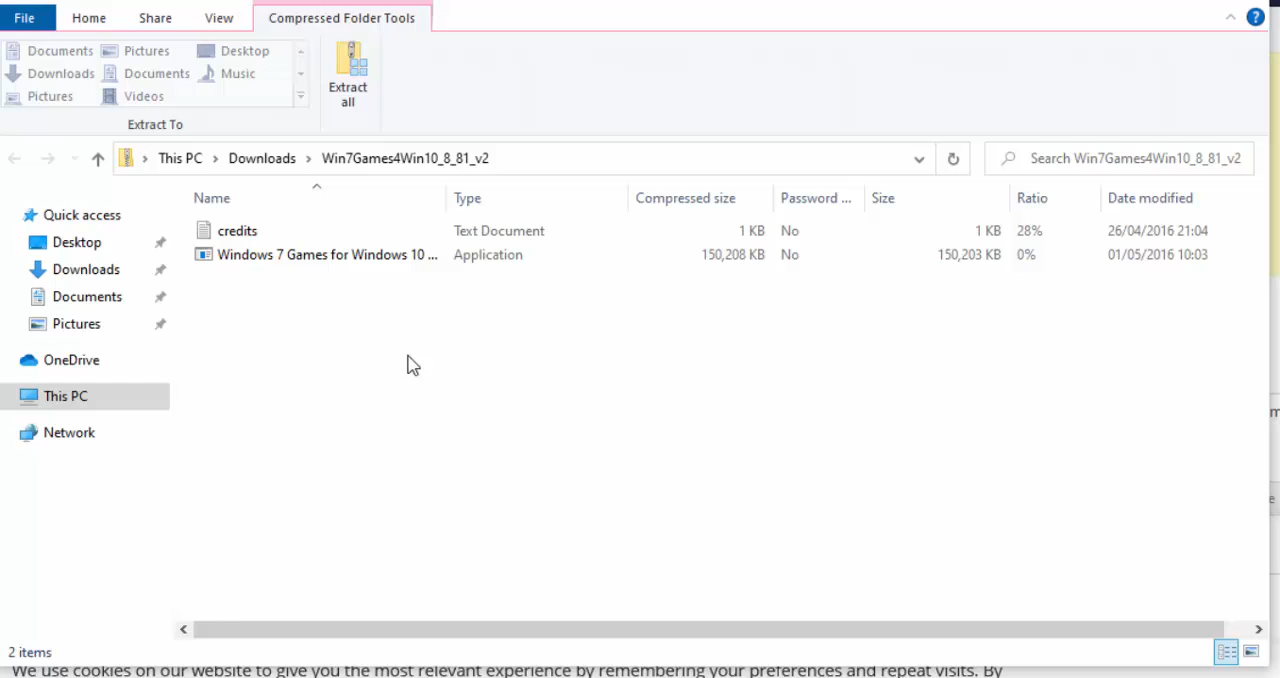 File Home Share View Compressed Folder Tools
Documents Pictures Desktop
Downloads Documents Music
Pictures Videos
Extract all
Extract To
This PC > Downloads > Win7Games4Win10_8_81_v2
Search Win7Games4Win10_8_81_v2
Name Type Compressed size Password ... Size Ratio Date modified
credits Text Document 1 KB No 1 KB 28% 26/04/2016 21:04
Windows 7 Games for Windows 10 ... Application 150,208 KB No 150,203 KB 0% 01/05/2016 10:03
Quick access
Desktop
Downloads
Documents
Pictures
OneDrive
This PC
Network
2 items
We use cookies on our website to give you the most relevant experience by remembering your preferences and repeat visits. By